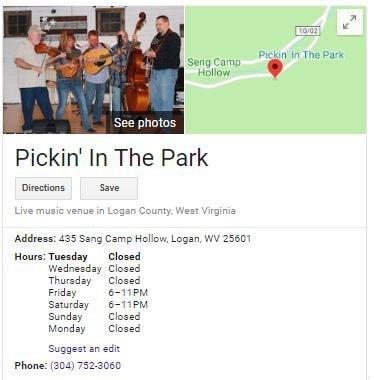 10/02
Seng Camp
Hollow
Pickin' In The Park
See photos
Pickin' In The Park
Directions
Save
Live music venue in Logan County, West Virginia
Address: 435 Sang Camp Hollow, Logan, WV 25601
Hours: Tuesday Closed
Wednesday Closed
Thursday Closed
Friday 6–11PM
Saturday 6–11PM
Sunday Closed
Monday Closed
Suggest an edit
Phone: (304) 752-3060